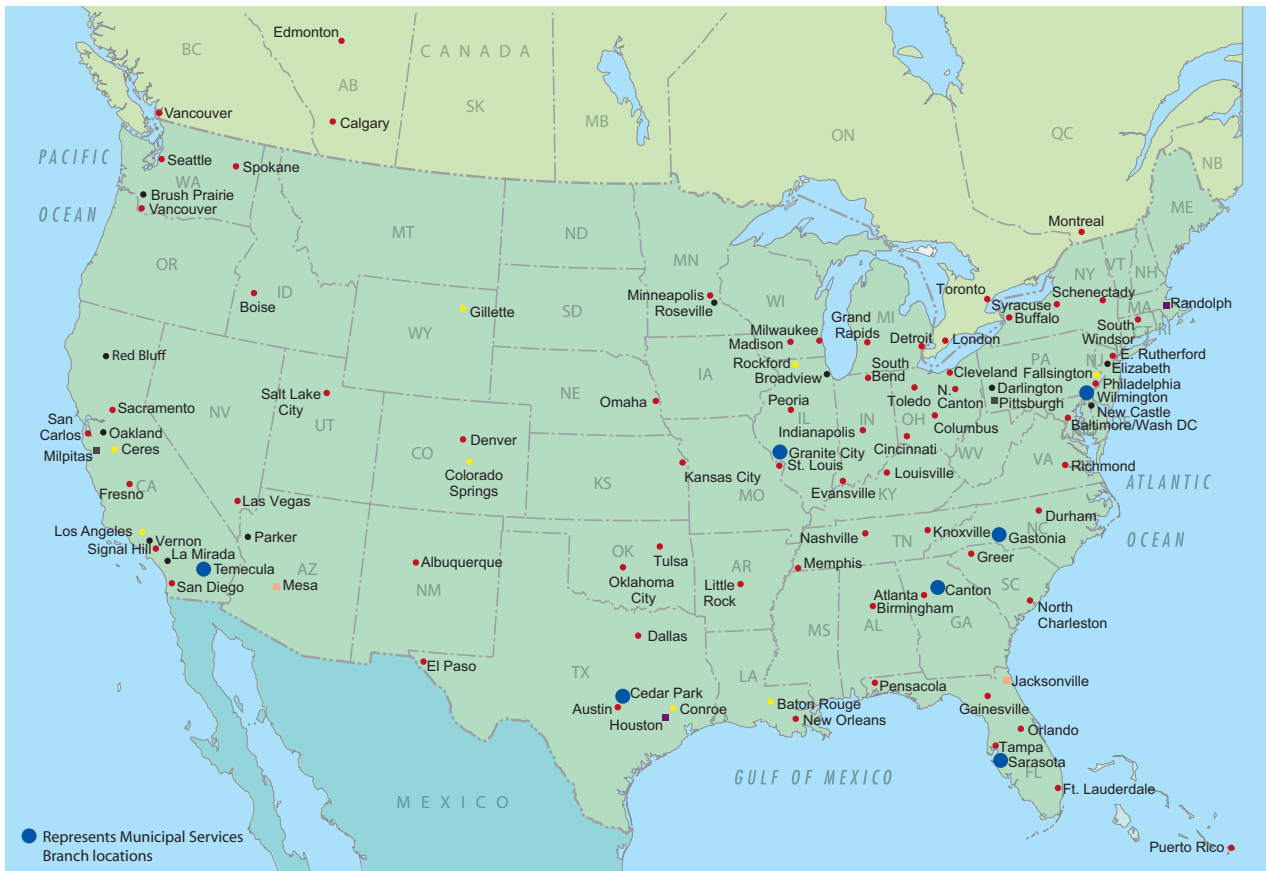 Edmonton
BC
CANADA
AB
SK
MB
ON
QC
NB
Vancouver
Calgary
PACIFIC
OCEAN
Seattle
Spokane
WA
Brush Prairie
Vancouver
MT
ND
MN
ME
Montreal
OR
ID
Boise
WY
Gillette
SD
Minneapolis
Roseville
WI
MI
Toronto
NY
VT
NH
Syracuse
Schenectady
Buffalo
MA
Randolph
South
Windsor
CT
RI
Milwaukee
Madison
Grand
Rapids
Detroit
London
Red Bluff
Rockford
Broadview
South
Bend
Cleveland
PA
NJ
E. Rutherford
Elizabeth
Fallsington
Philadelphia
IA
NE
Omaha
Peoria
IL
IN
OH
Toledo
N.
Canton
Darlington
Pittsburgh
Wilmington
New Castle
DE
Baltimore/Wash DC
Salt Lake
City
NV
UT
Sacramento
San
Carlos
Oakland
Milpitas
Ceres
Denver
CO
Colorado
Springs
KS
Kansas City
MO
Granite City
St. Louis
Indianapolis
Cincinnati
Columbus
WV
VA
Richmond
Evansville
Louisville
KY
ATLANTIC
OCEAN
Fresno
CA
Las Vegas
Los Angeles
Vernon
Signal Hill
La Mirada
Parker
Temecula
San Diego
AZ
Mesa
Albuquerque
NM
OK
Tulsa
Oklahoma
City
AR
Little
Rock
Nashville
TN
Knoxville
Durham
NC
Gastonia
Memphis
Greer
SC
Canton
Atlanta
Birmingham
North
Charleston
MS
AL
GA
Dallas
El Paso
TX
LA
Cedar Park
Austin
Conroe
Houston
Baton Rouge
New Orleans
Pensacola
Jacksonville
Gainesville
Orlando
Tampa
Sarasota
FL
Ft. Lauderdale
GULF OF MEXICO
MEXICO
Puerto Rico
Represents Municipal Services
Branch locations